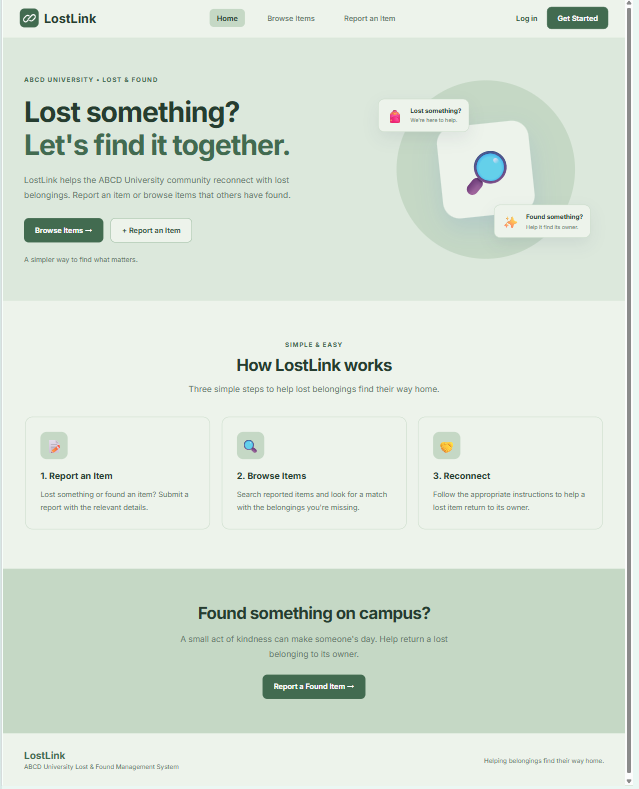 LostLink
Home
Browse Items
Report an Item
Log in
Get Started
ABCD UNIVERSITY • LOST & FOUND
Lost something?
Let's find it together.
LostLink helps the ABCD University community reconnect with lost
belongings. Report an item or browse items that others have found.
Browse Items →
+ Report an Item
A simpler way to find what matters.
Lost something?
We're here to help.
Found something?
Help it find its owner.
SIMPLE & EASY
How LostLink works
Three simple steps to help lost belongings find their way home.
1. Report an Item
Lost something or found an item? Submit a
report with the relevant details.
2. Browse Items
Search reported items and look for a match
with the belongings you're missing.
3. Reconnect
Follow the appropriate instructions to help a
lost item return to its owner.
Found something on campus?
A small act of kindness can make someone's day. Help return a lost
belonging to its owner.
Report a Found Item →
LostLink
ABCD University Lost & Found Management System
Helping belongings find their way home.